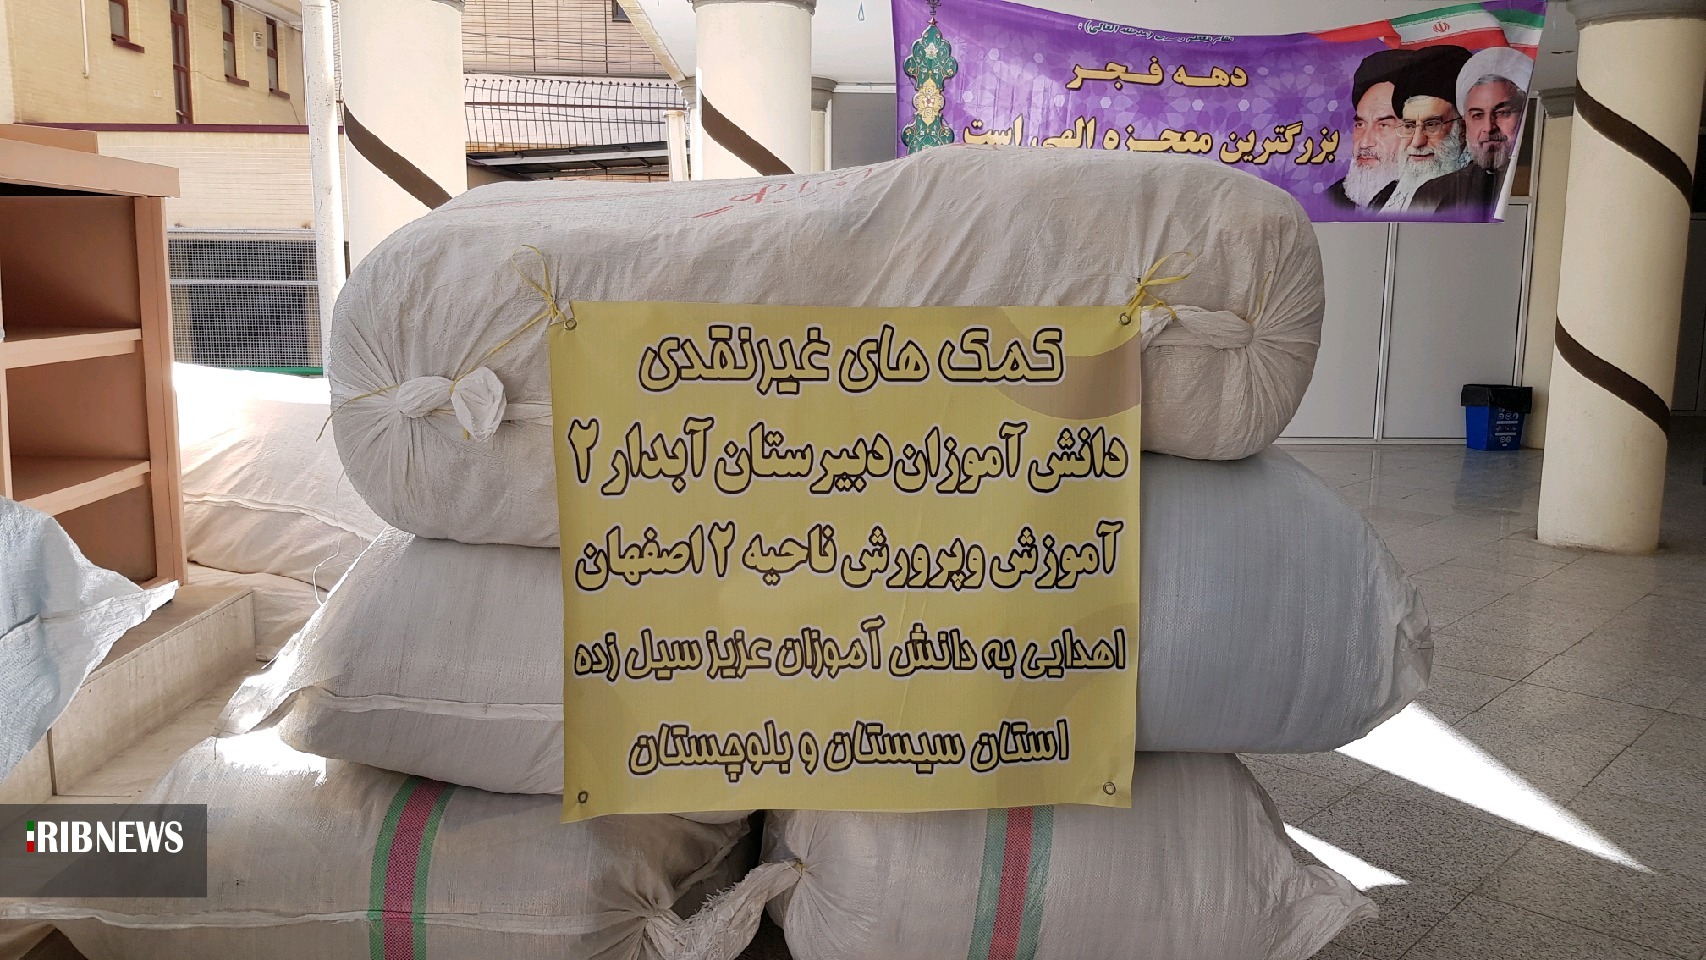 دهه فجر
بزرگترین معجزه الهی است
کمک های غیرنقدی
دانش آموزان دبیرستان آبدار ۲
آموزش وپرورش ناحیه ۲ اصفهان
اهدایی به دانش آموزان عزیز سیل زده
استان سیستان و بلوچستان
IRIBNEWS